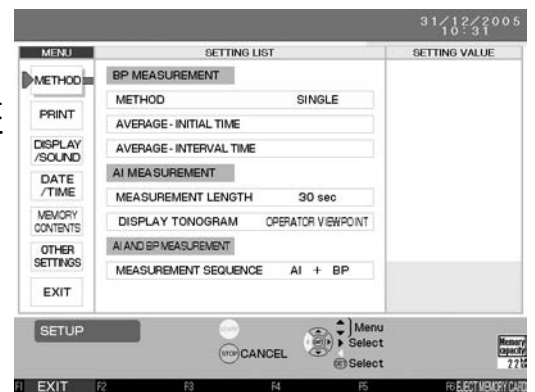 31/12/2005
10:31
MENU
SETTING LIST
SETTING VALUE
METHOD
BP MEASUREMENT
METHOD SINGLE
PRINT
AVERAGE - INITIAL TIME
DISPLAY
/SOUND
AVERAGE - INTERVAL TIME
DATE
/TIME
AI MEASUREMENT
MEASUREMENT LENGTH 30 sec
MEMORY
CONTENTS
DISPLAY TONOGRAM OPERATOR VIEWPOINT
OTHER
SETTINGS
AI AND BP MEASUREMENT
MEASUREMENT SEQUENCE AI + BP
EXIT
SETUP
STOP CANCEL
Menu
Select
SET Select
Memory
capacity
F1 EXIT F2 F3 F4 F5 F6 EJECT MEMORY CARD